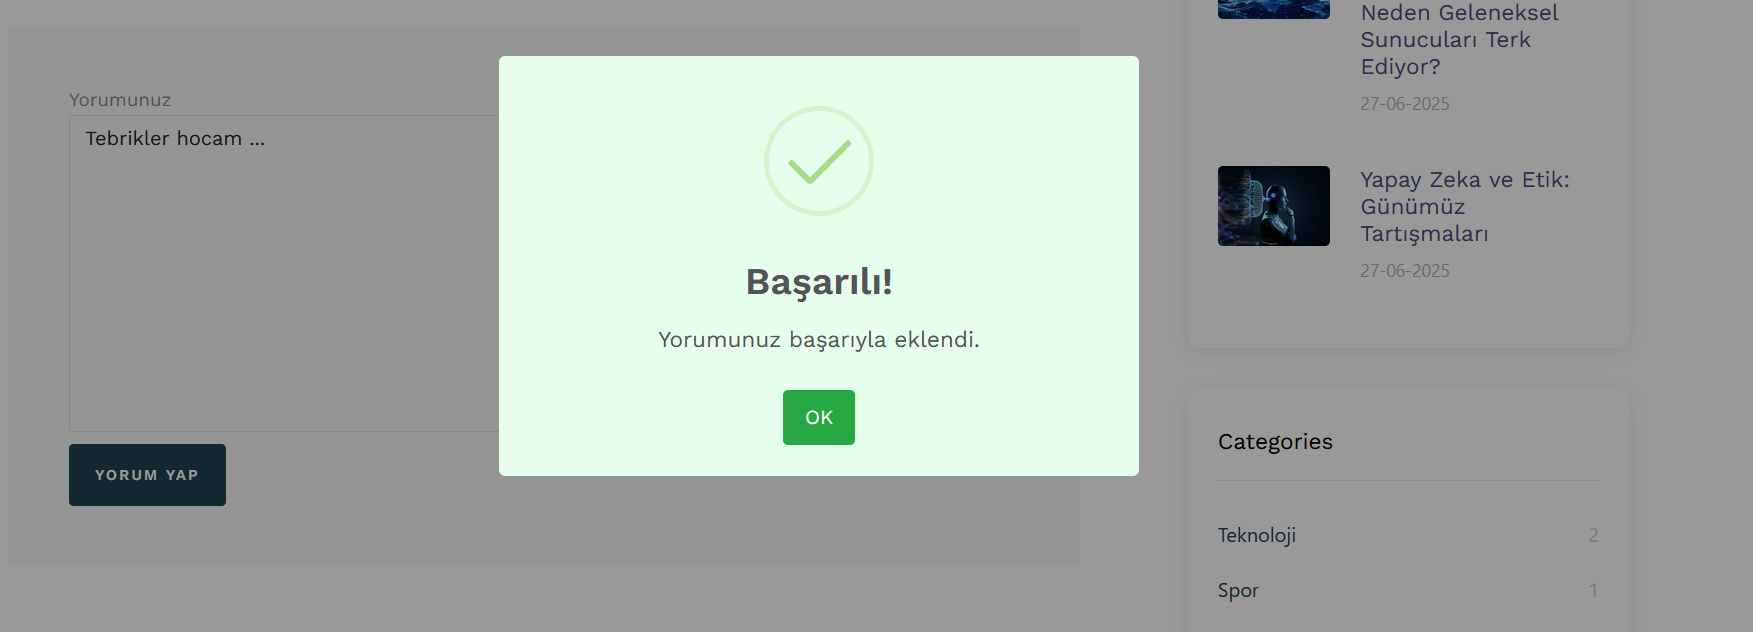 Yorumunuz
Tebrikler hocam ...
YORUM YAP
Başarılı!
Yorumunuz başarıyla eklendi.
OK
Neden Geleneksel
Sunucuları Terk
Ediyor?
27-06-2025
Yapay Zeka ve Etik:
Günümüz
Tartışmaları
27-06-2025
Categories
Teknoloji 2
Spor 1